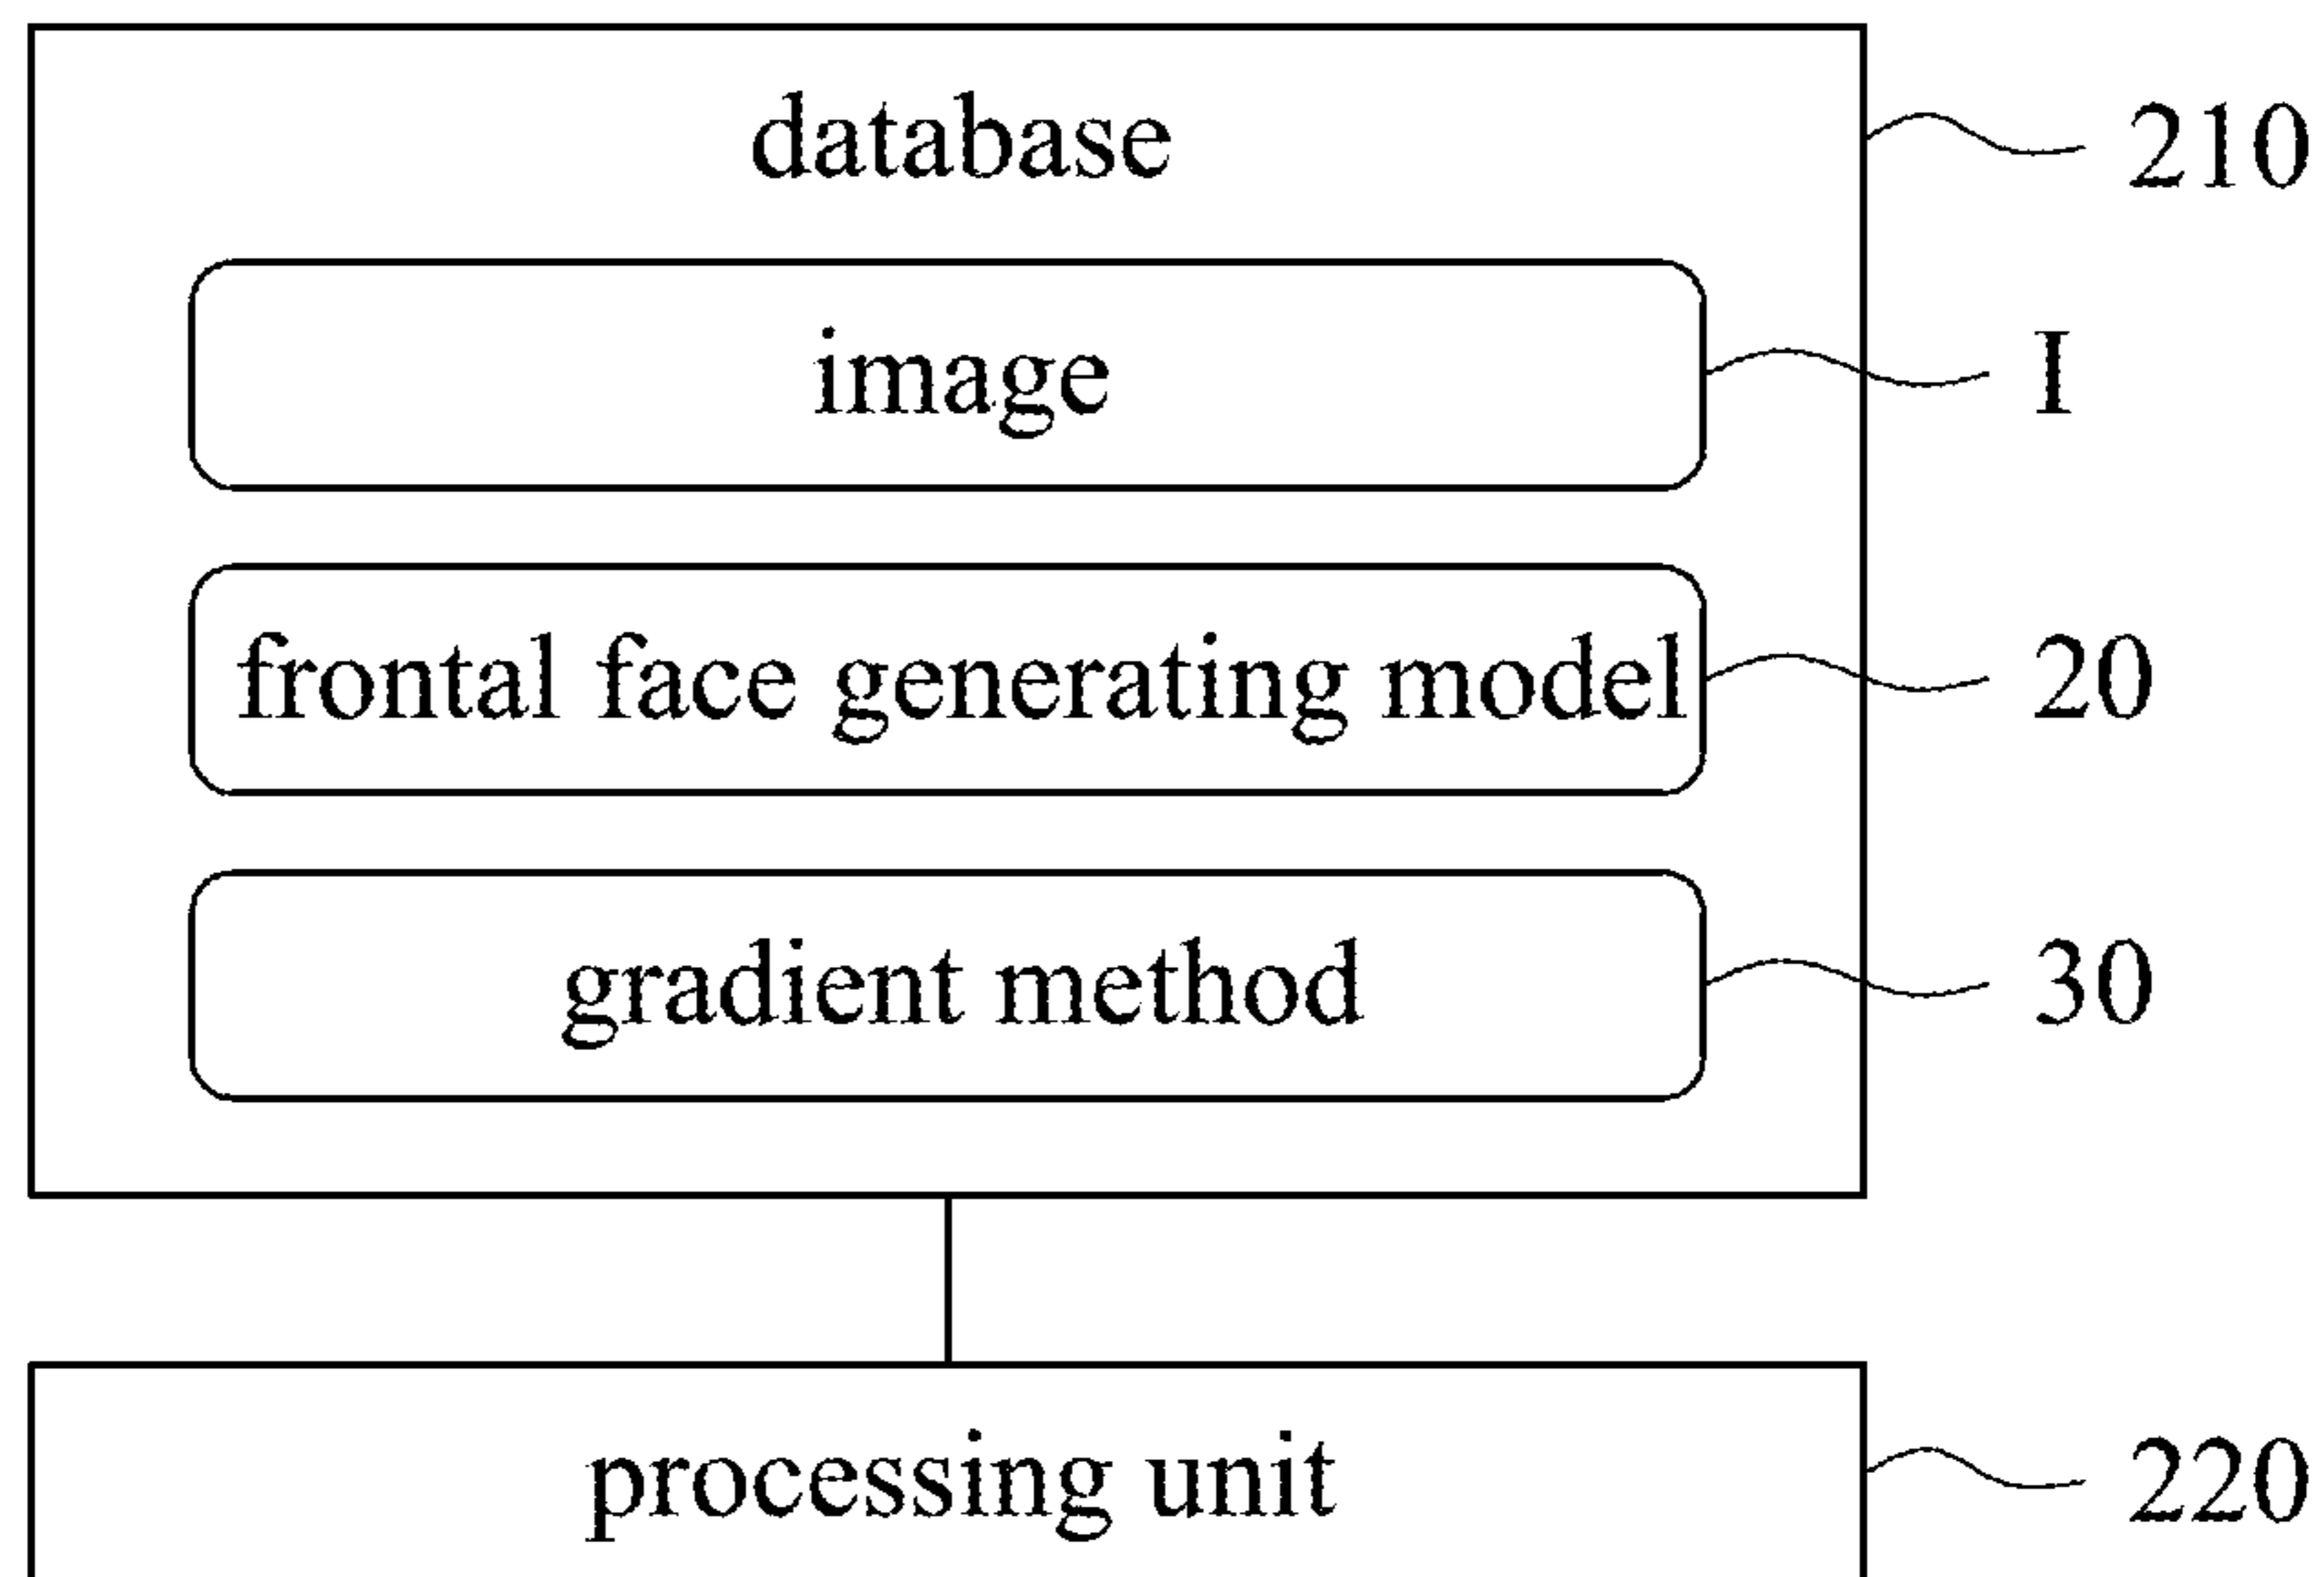 database 210
image I
frontal face generating model 20
gradient method 30
processing unit 220